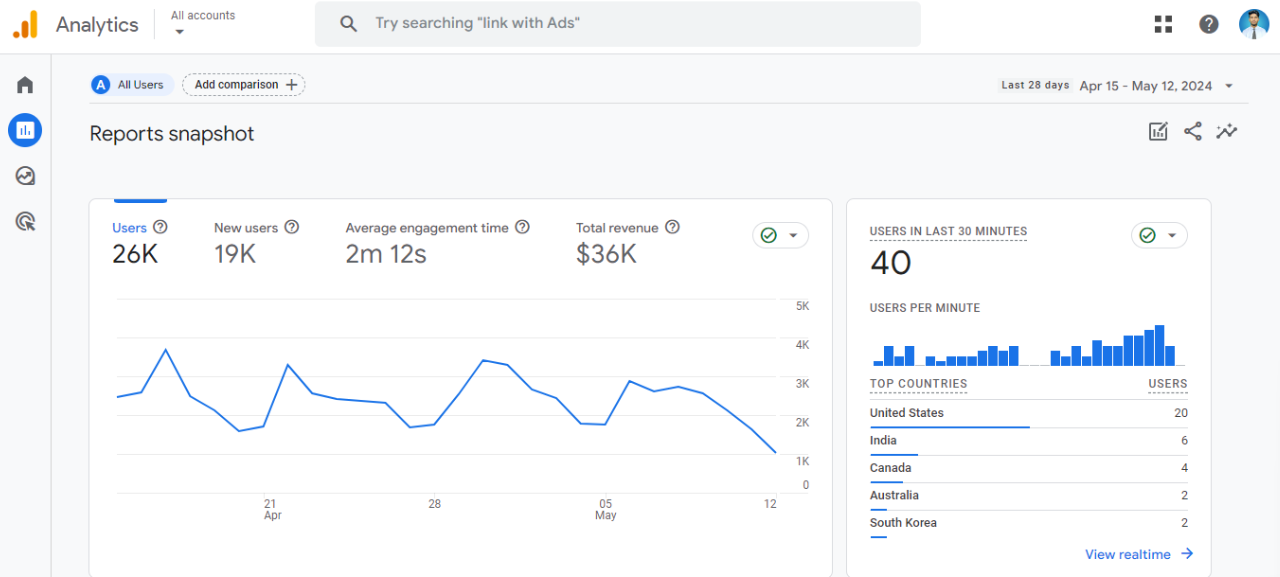 Analytics
All accounts
Try searching "link with Ads"
A All Users
Add comparison +
Last 28 days Apr 15 - May 12, 2024
Reports snapshot
Users New users Average engagement time Total revenue
26K 19K 2m 12s $36K
5K
4K
3K
2K
1K
0
21 28 05 12
Apr May
USERS IN LAST 30 MINUTES
40
USERS PER MINUTE
TOP COUNTRIES USERS
United States 20
India 6
Canada 4
Australia 2
South Korea 2
View realtime